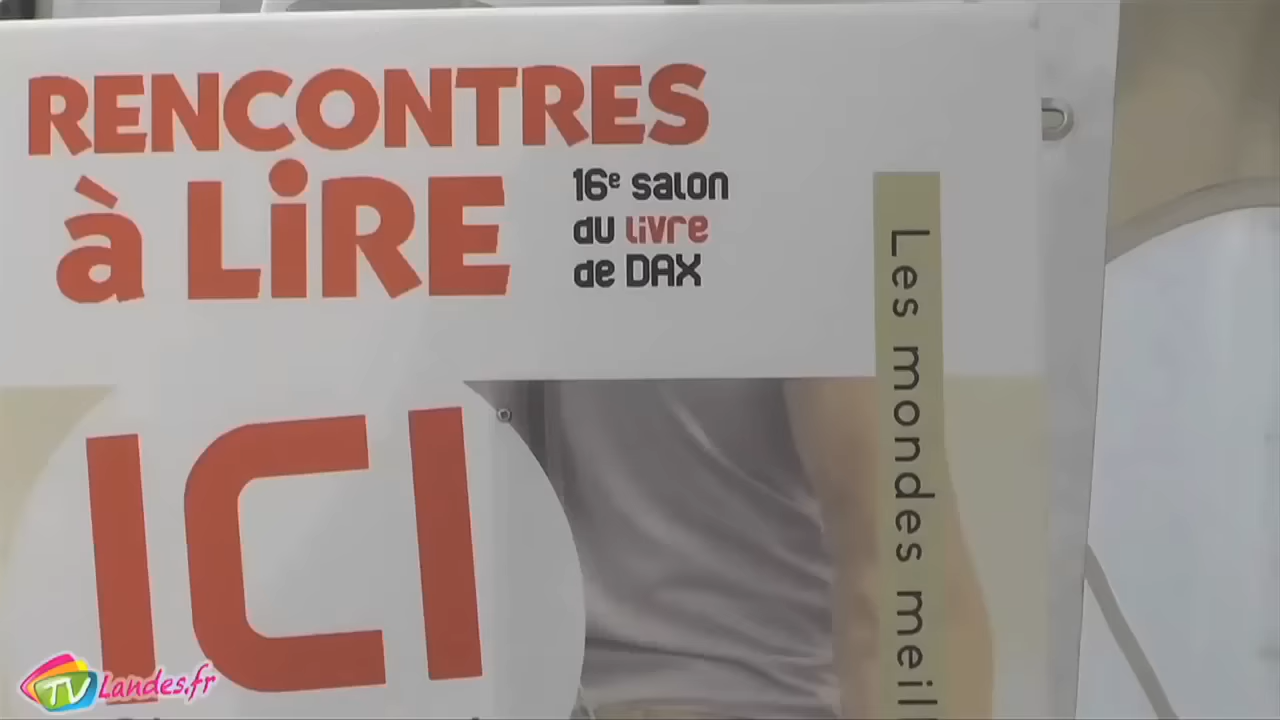 RENCONTRES
à LiRE
16e salon
du livre
de DAX
Les mondes meil
ICI
TV Landes.fr